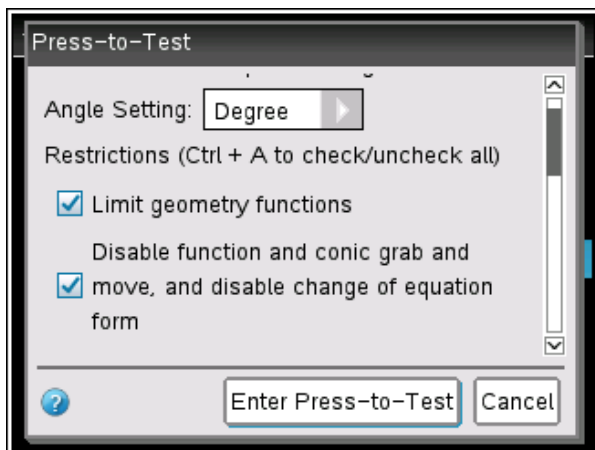 Press-to-Test
Angle Setting: Degree
Restrictions (Ctrl + A to check/uncheck all)
Limit geometry functions
Disable function and conic grab and
move, and disable change of equation
form
? Enter Press-to-Test Cancel